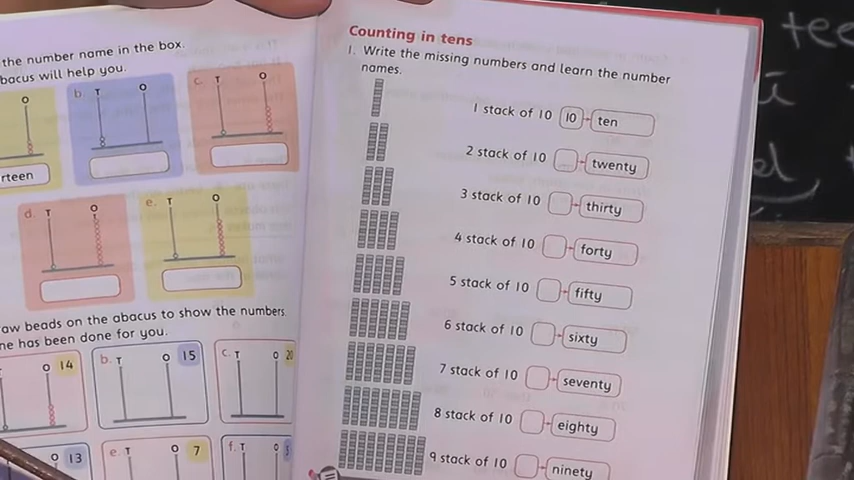 the number name in the box.
bacus will help you.
O
b. T O
c. T O
rteen
d. T O
e. T O
aw beads on the abacus to show the numbers.
ne has been done for you.
O 14
b. T O 15
c. T O 20
O 13
e. T O 7
f. T O
Counting in tens
1. Write the missing numbers and learn the number
names.
1 stack of 10 10 ten
2 stack of 10 twenty
3 stack of 10 thirty
4 stack of 10 forty
5 stack of 10 fifty
6 stack of 10 sixty
7 stack of 10 seventy
8 stack of 10 eighty
9 stack of 10 ninety
tee